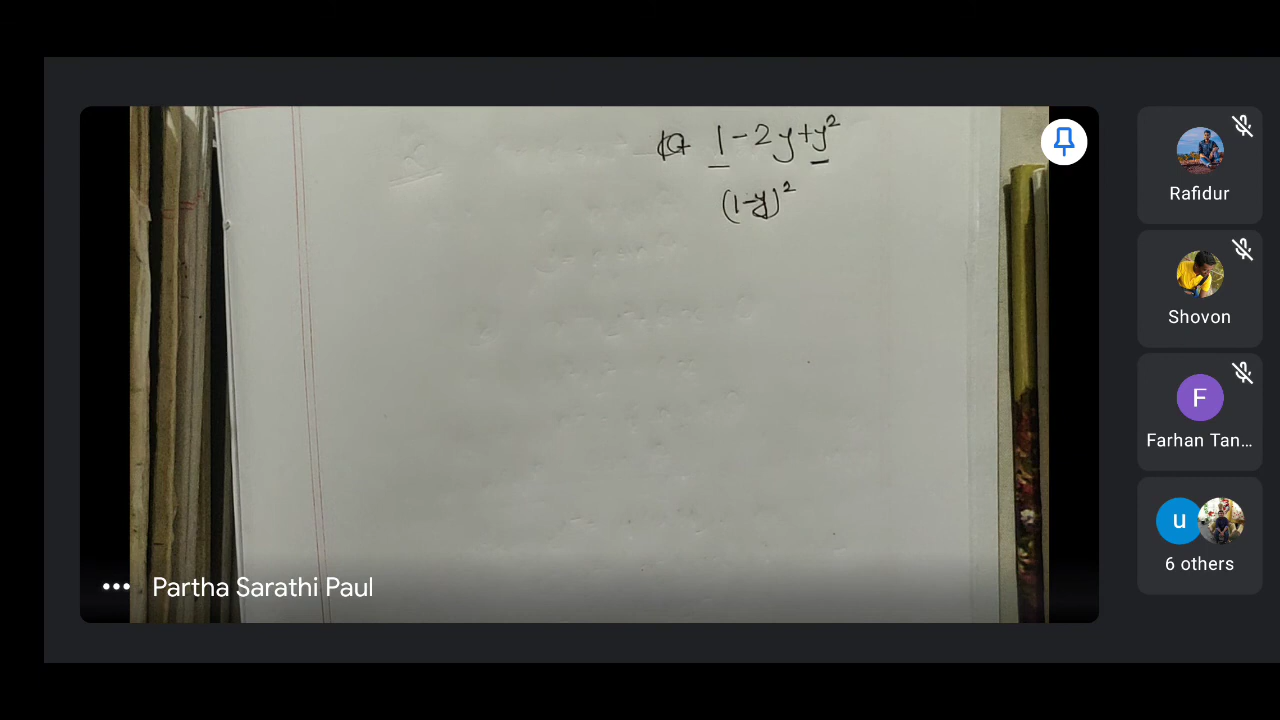 1-2y+y²
(1-y)²
Partha Sarathi Paul
Rafidur
Shovon
F
Farhan Tan...
u
6 others